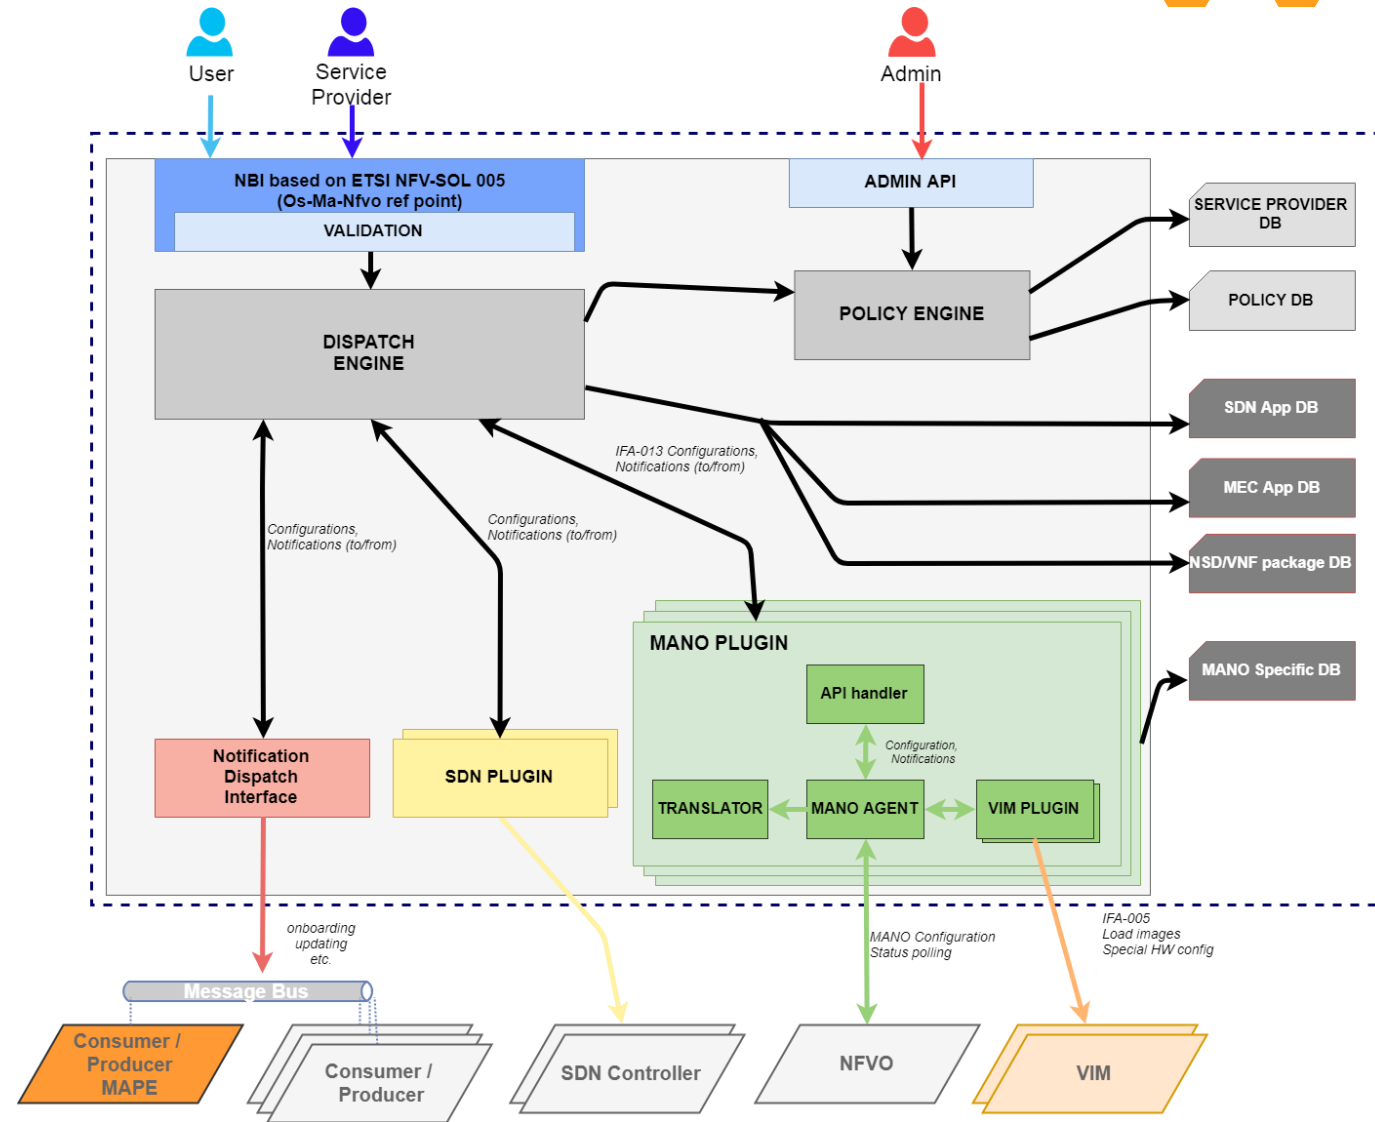 User
Service
Provider
Admin
NBI based on ETSI NFV-SOL 005
(Os-Ma-Nfvo ref point)
VALIDATION
ADMIN API
SERVICE PROVIDER
DB
POLICY DB
POLICY ENGINE
DISPATCH
ENGINE
SDN App DB
IFA-013 Configurations,
Notifications (to/from)
MEC App DB
Configurations,
Notifications (to/from)
Configurations,
Notifications (to/from)
NSD/VNF package DB
MANO PLUGIN
MANO Specific DB
API handler
Configuration,
Notifications
Notification
Dispatch
Interface
SDN PLUGIN
TRANSLATOR
MANO AGENT
VIM PLUGIN
onboarding
updating
etc.
MANO Configuration
Status polling
IFA-005
Load images
Special HW config
Message Bus
Consumer /
Producer
MAPE
Consumer /
Producer
SDN Controller
NFVO
VIM